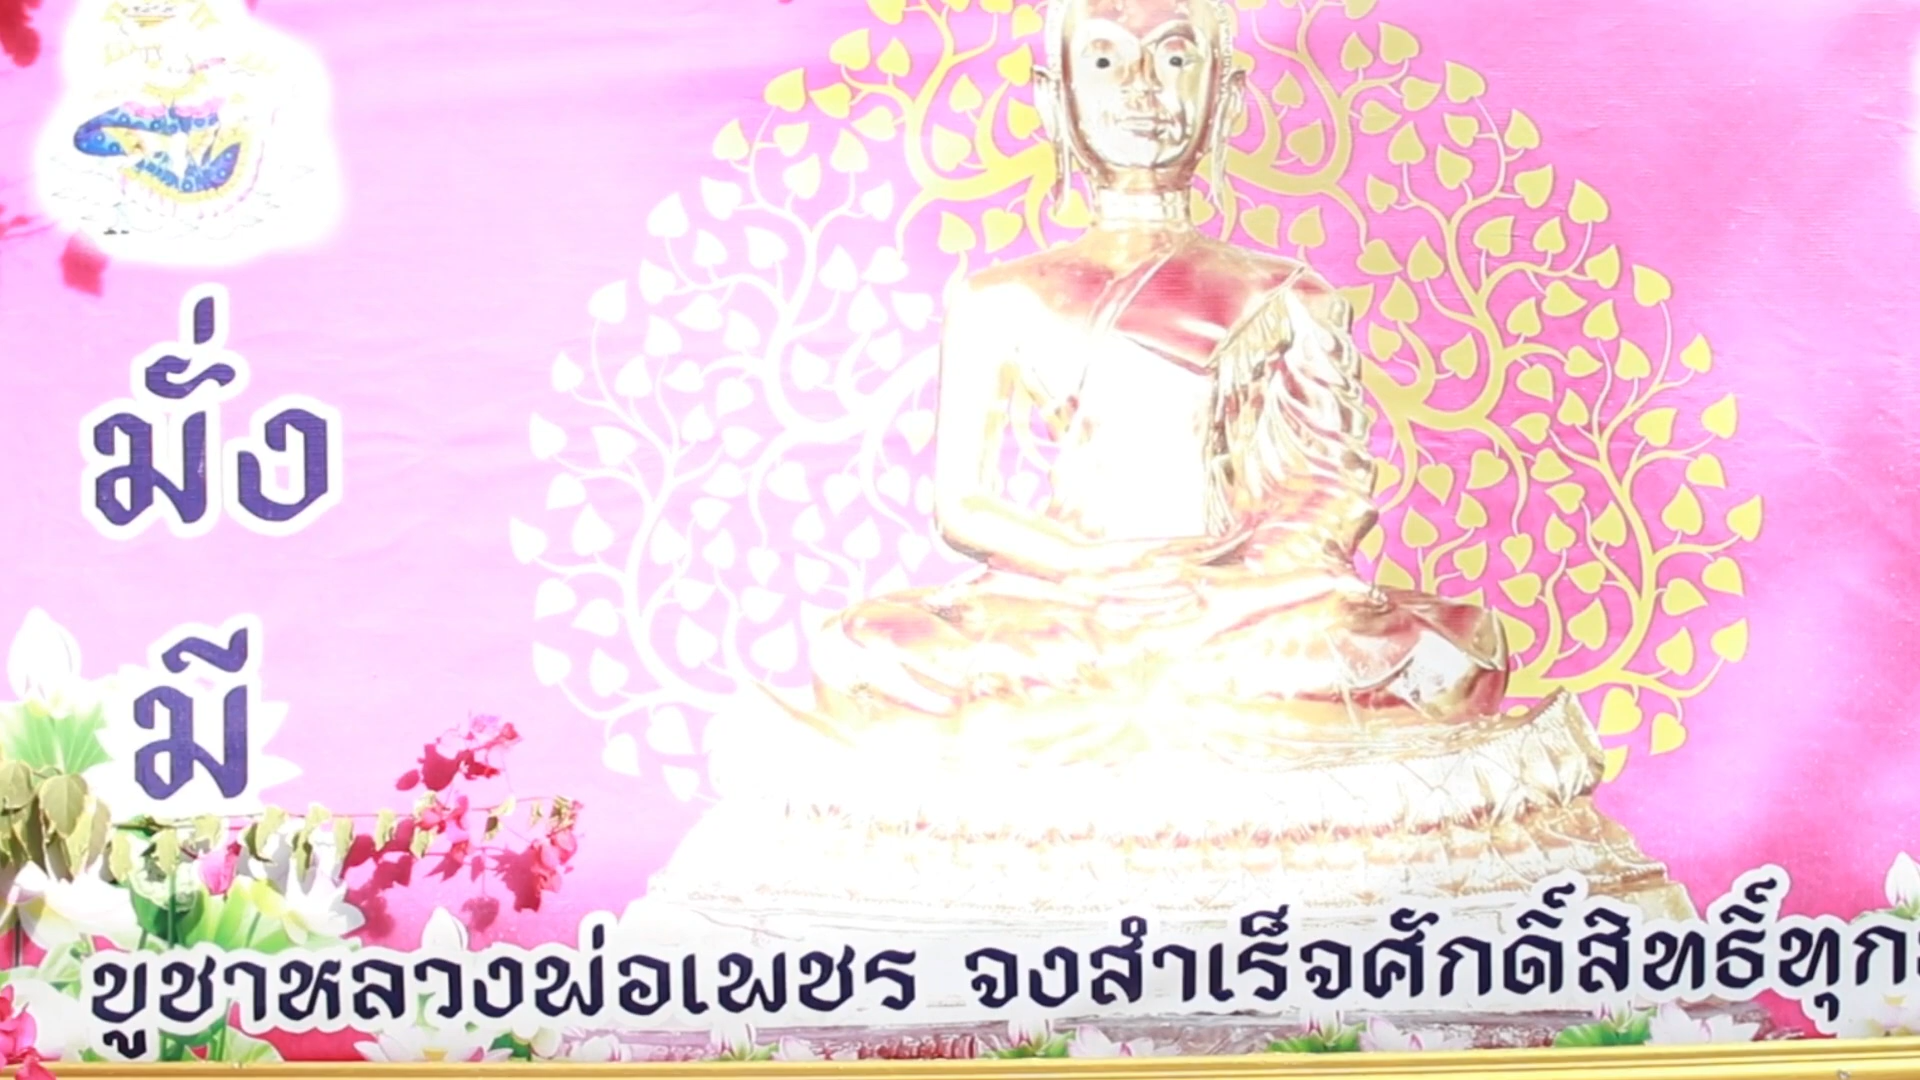 มั่ง
มี
บูชาหลวงพ่อเพชร จงสำเร็จศักดิ์สิทธิ์ทุก